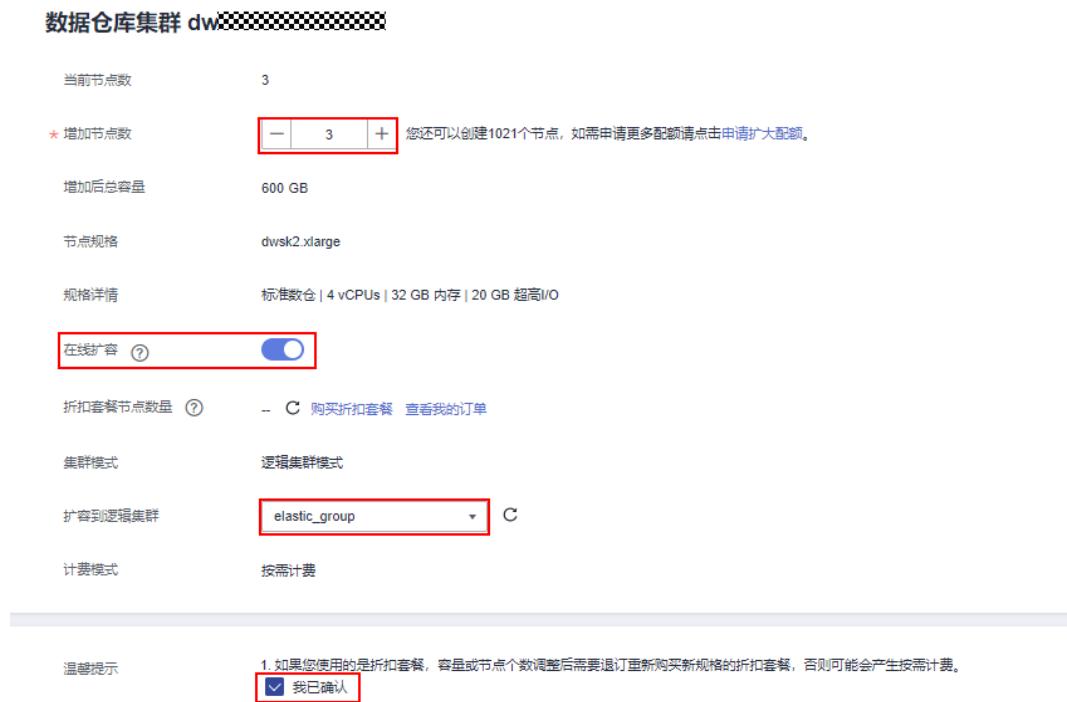 数据仓库集群 dw
当前节点数 3
* 增加节点数 — 3 + 您还可以创建1021个节点，如需申请更多配额请点击申请扩大配额。
增加后总容量 600 GB
节点规格 dwsk2.xlarge
规格详情 标准数仓 | 4 vCPUs | 32 GB 内存 | 20 GB 超高I/O
在线扩容 ?
折扣套餐节点数量 ? -- 购买折扣套餐 查看我的订单
集群模式 逻辑集群模式
扩容到逻辑集群 elastic_group
计费模式 按需计费
温馨提示 1. 如果您使用的是折扣套餐，容量或节点个数调整后需要退订重新购买新规格的折扣套餐，否则可能会产生按需计费。
我已确认